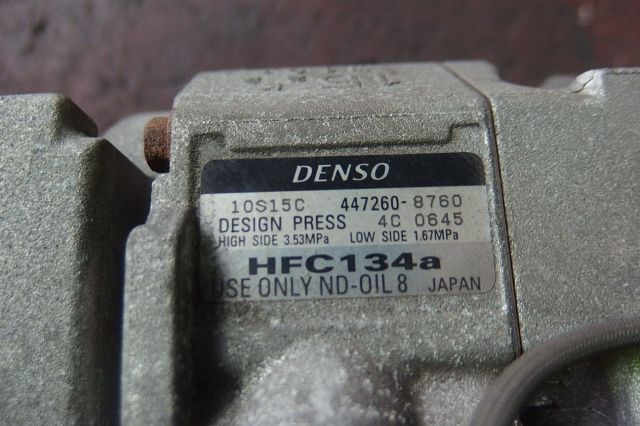 DENSO
10S15C 447260-8760
DESIGN PRESS 4C 0645
HIGH SIDE 3.53MPa LOW SIDE 1.67MPa
HFC134a
USE ONLY ND-OIL 8 JAPAN